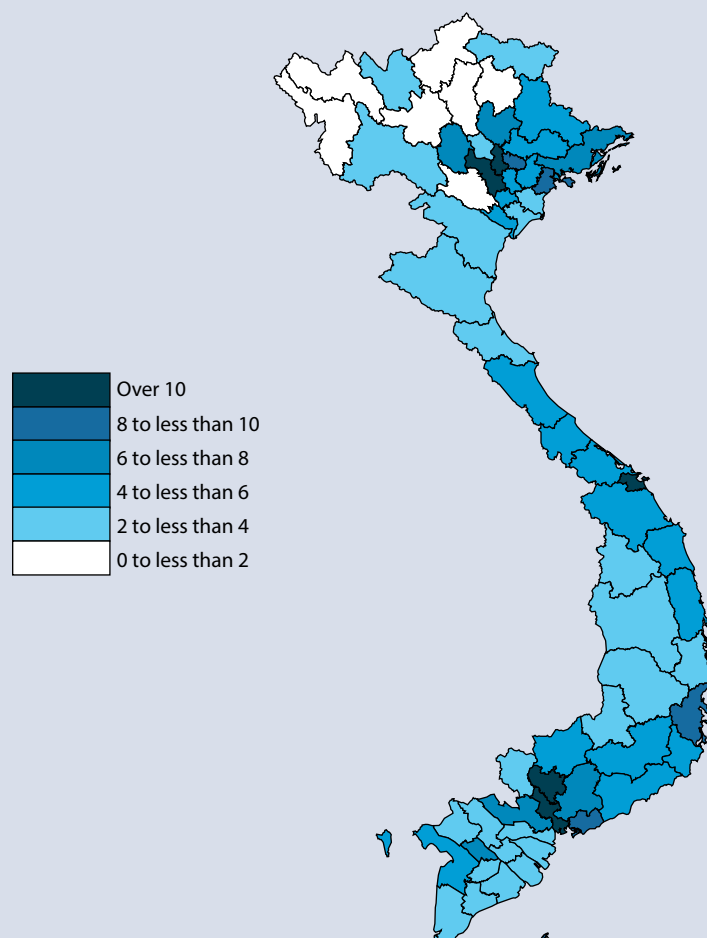 Over 10
8 to less than 10
6 to less than 8
4 to less than 6
2 to less than 4
0 to less than 2